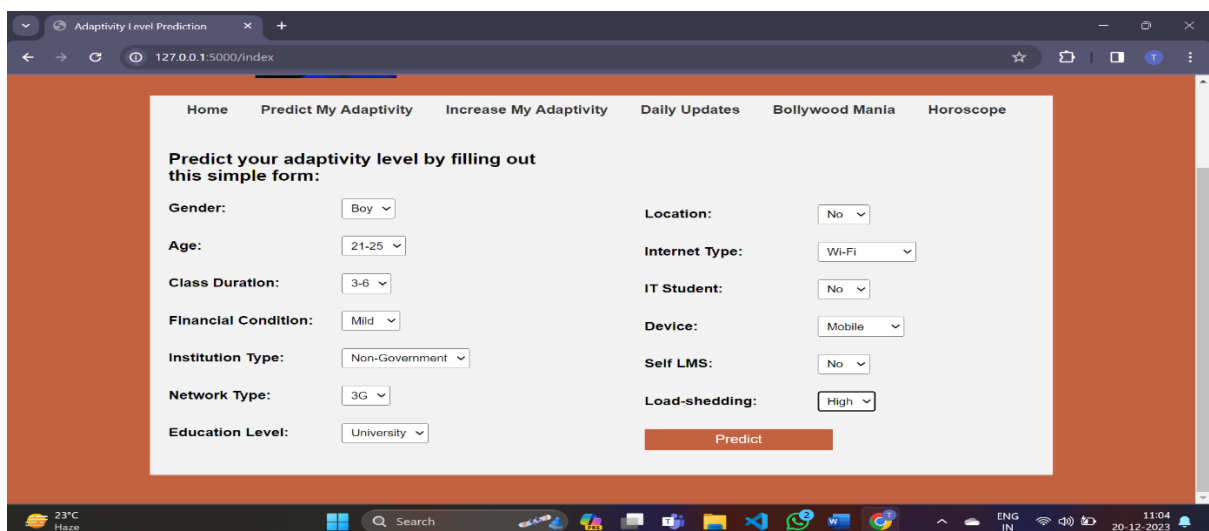 Adaptivity Level Prediction
127.0.0.1:5000/index
T
Home Predict My Adaptivity Increase My Adaptivity Daily Updates Bollywood Mania Horoscope
Predict your adaptivity level by filling out
this simple form:
Gender: Boy
Age: 21-25
Class Duration: 3-6
Financial Condition: Mild
Institution Type: Non-Government
Network Type: 3G
Education Level: University
Location: No
Internet Type: Wi-Fi
IT Student: No
Device: Mobile
Self LMS: No
Load-shedding: High
Predict
23°C
Haze
Search
PRE
2
ENG
IN
11:04
20-12-2023